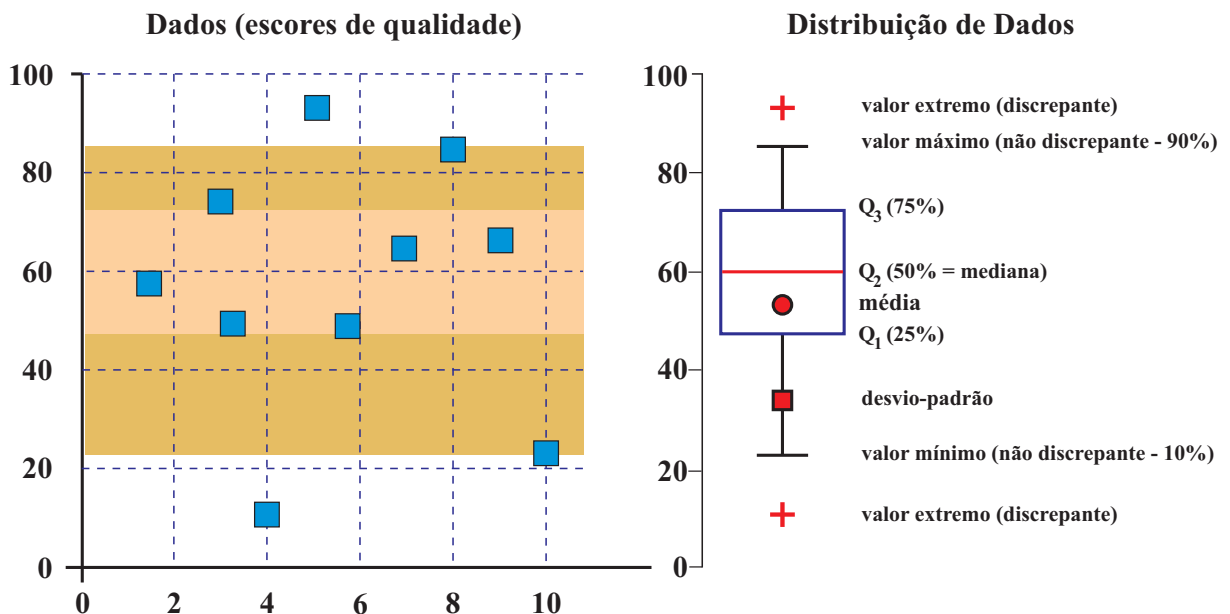 Dados (escores de qualidade)
100
80
60
40
20
0
0 2 4 6 8 10
Distribuição de Dados
100
80
60
40
20
0
valor extremo (discrepante)
valor máximo (não discrepante - 90%)
Q3 (75%)
Q2 (50% = mediana)
média
Q1 (25%)
desvio-padrão
valor mínimo (não discrepante - 10%)
valor extremo (discrepante)